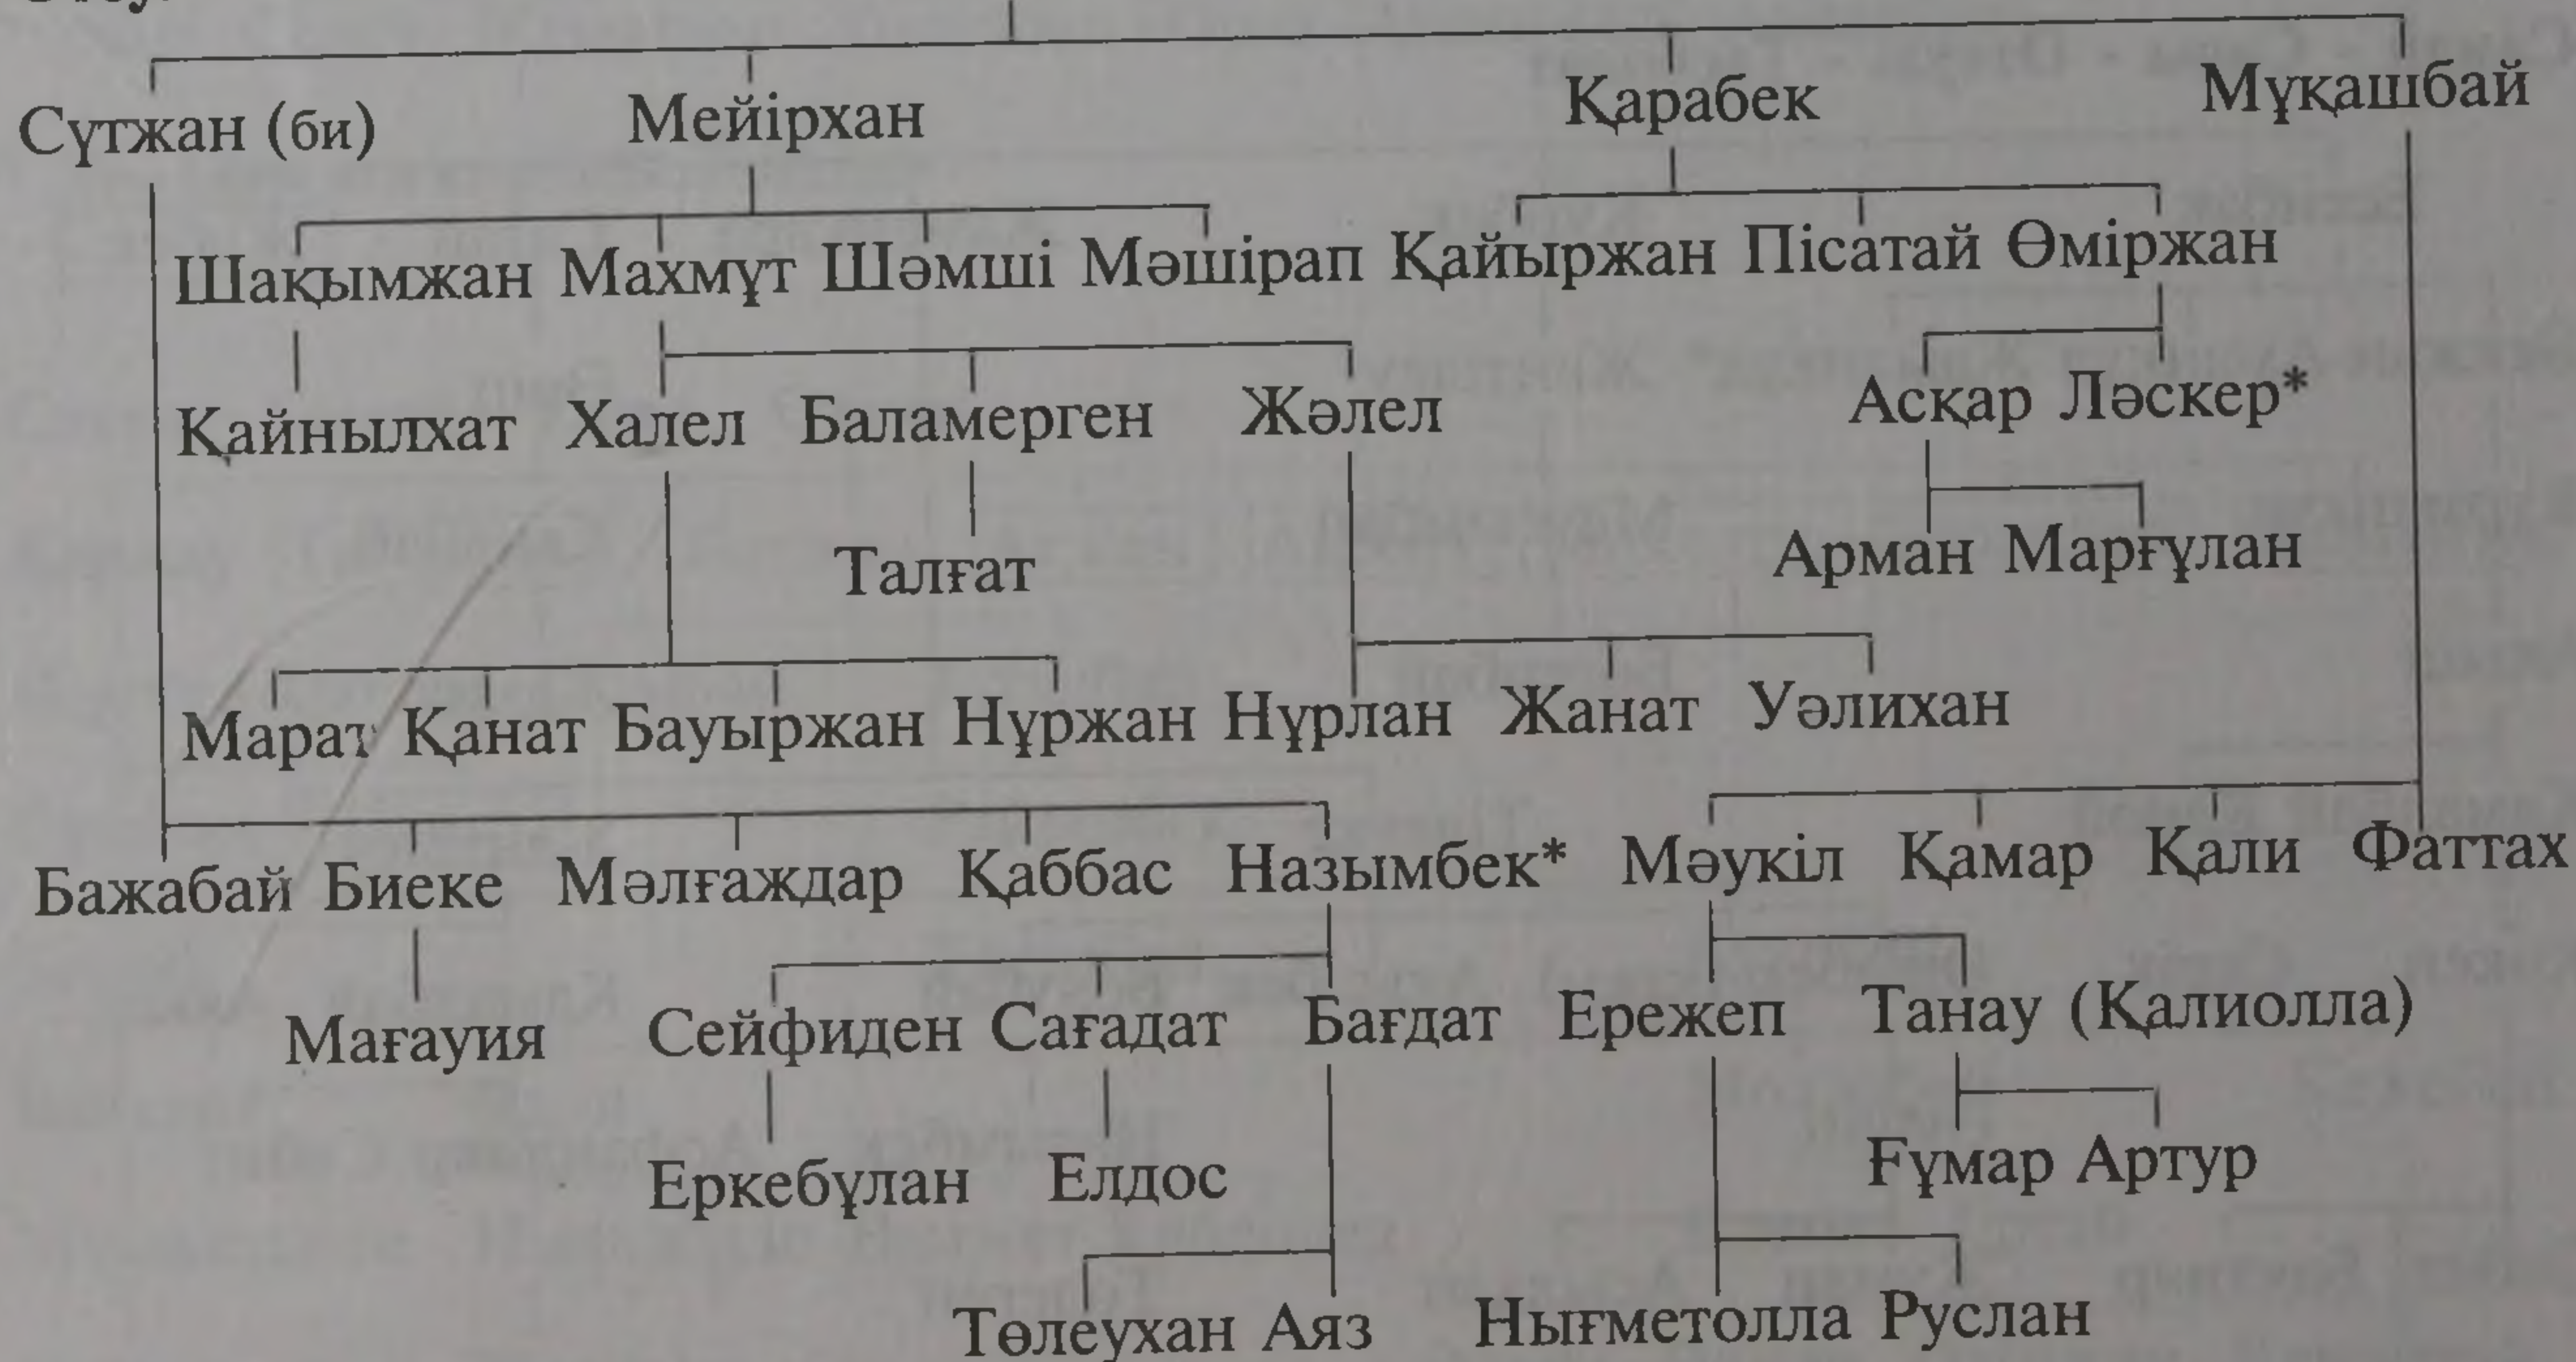 Сүтжан (би) Мейірхан Қарабек Мұқашбай
Шақымжан Махмұт Шәмші Мәшірап Қайыржан Пісатай Өміржан
Қайнылхат Халел Баламерген Жәлел Асқар Ләскер*
Талғат Арман Марғұлан
Марат Қанат Бауыржан Нұржан Нұрлан Жанат Уәлихан
Бажабай Биеке Мәлғаждар Қаббас Назымбек* Мәукіл Қамар Қали Фаттах
Мағауия Сейфиден Сағадат Бағдат Ережеп Танау (Қалиолла)
Еркебұлан Елдос Ғұмар Артур
Төлеухан Аяз Нығметолла Руслан